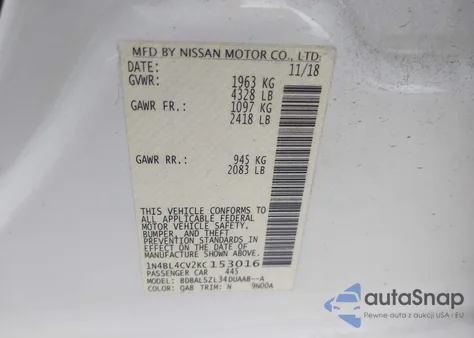 MFD BY NISSAN MOTOR CO., LTD.
DATE: 11/18
GVWR: 1963 KG
4328 LB
GAWR FR.: 1097 KG
2418 LB
GAWR RR.: 945 KG
2083 LB
THIS VEHICLE CONFORMS TO
ALL APPLICABLE FEDERAL
MOTOR VEHICLE SAFETY,
BUMPER, AND THEFT
PREVENTION STANDARDS IN
EFFECT ON THE DATE OF
MANUFACTURE SHOWN ABOVE.
1N4BL4CV2KC153016
PASSENGER CAR 445
MODEL: BDBALSZL34DUAAB--A
COLOR: QAB TRIM: N 9N00A
autoSnap
Pewne auta z aukcji USA i EU